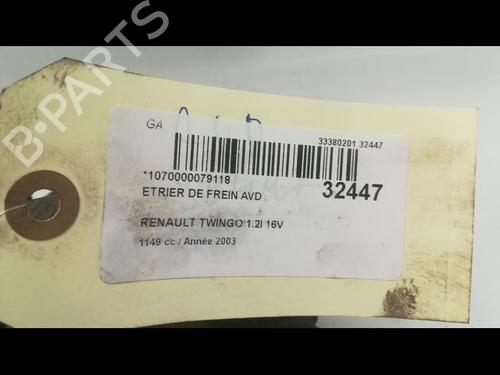 B-PARTS
GA
33380201 32447
*1070000079118
ETRIER DE FREIN AVD
32447
RENAULT TWINGO 1.2I 16V
1149 cc / Année 2003